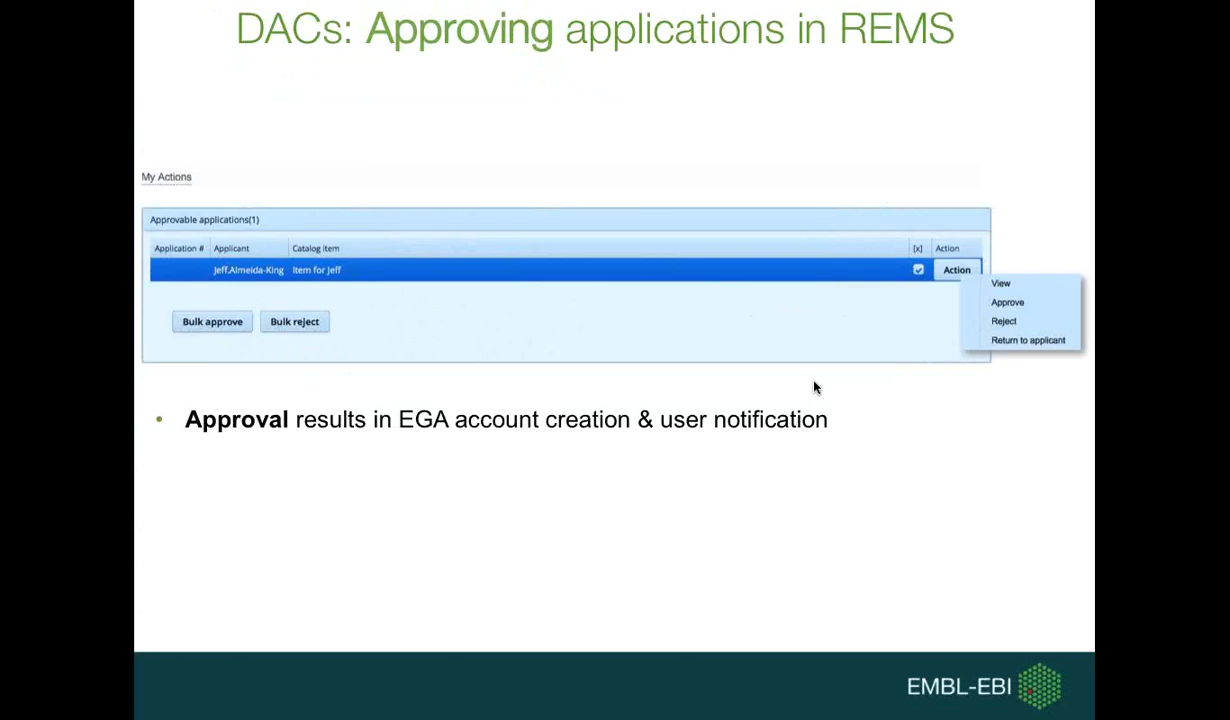 DACs: Approving applications in REMS
My Actions
Approvable applications(1)
Application # Applicant Catalog item [x] Action
Jeff.Almeida-King Item for Jeff Action
View
Approve
Reject
Return to applicant
Bulk approve Bulk reject
• Approval results in EGA account creation & user notification
EMBL-EBI